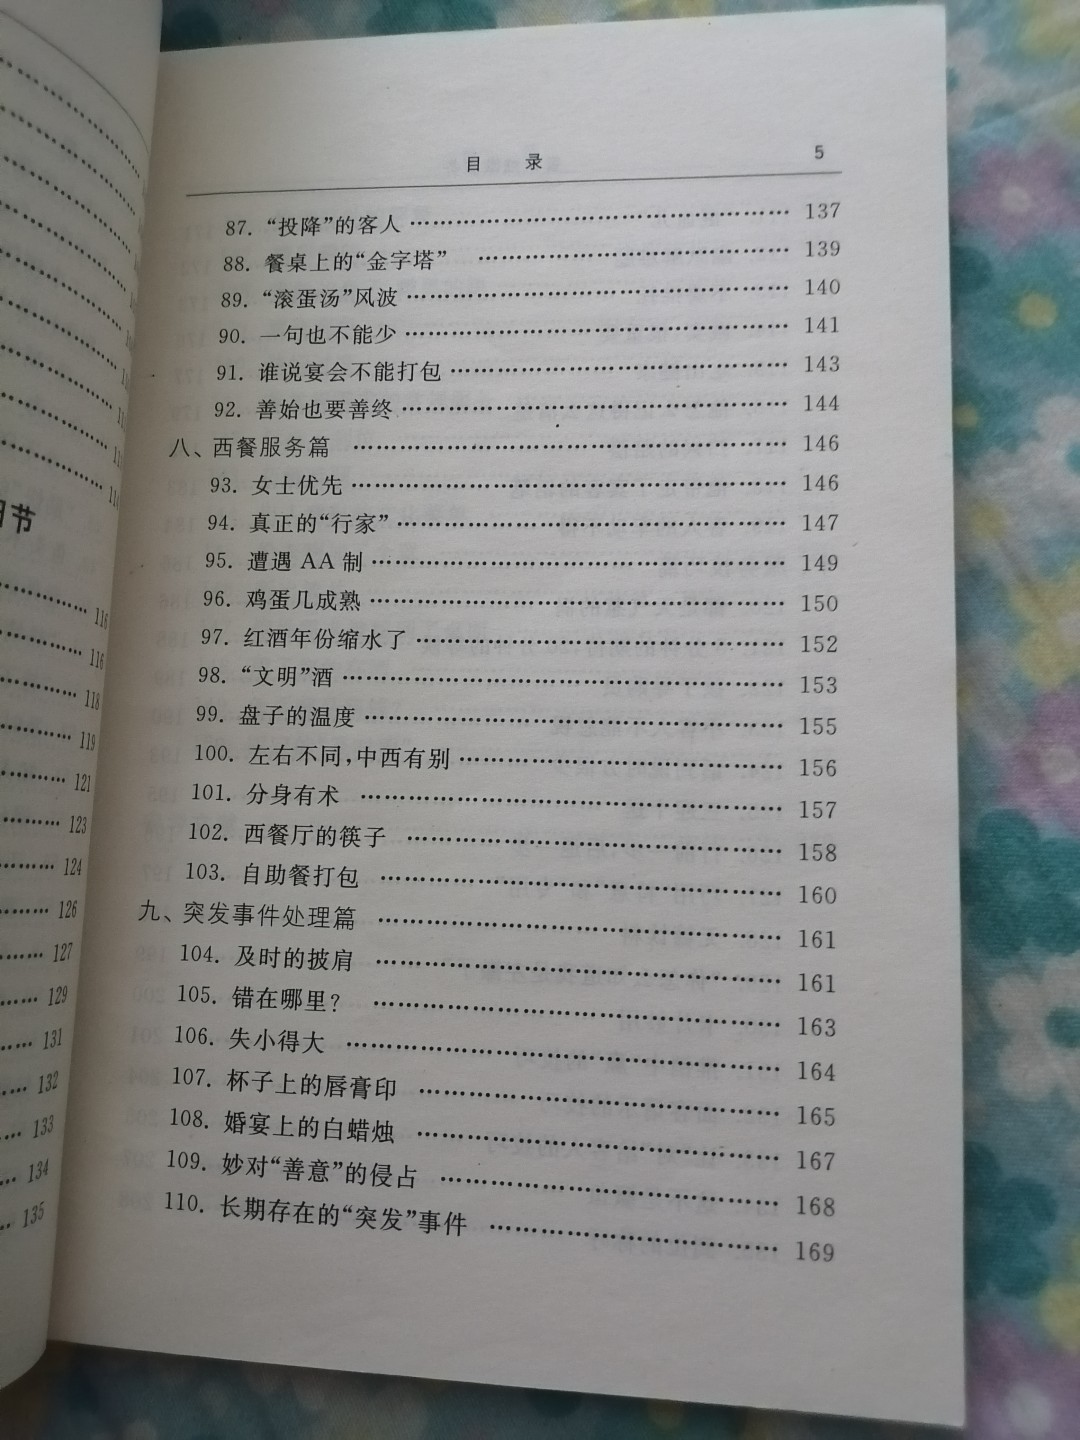 目　录　5
87. “投降”的客人 …… 137
88. 餐桌上的“金字塔” …… 139
89. “滚蛋汤”风波 …… 140
90. 一句也不能少 …… 141
91. 谁说宴会不能打包 …… 143
92. 善始也要善终 …… 144
八、西餐服务篇 …… 146
93. 女士优先 …… 146
94. 真正的“行家” …… 147
95. 遭遇 AA 制 …… 149
96. 鸡蛋几成熟 …… 150
97. 红酒年份缩水了 …… 152
98. “文明”酒 …… 153
99. 盘子的温度 …… 155
100. 左右不同,中西有别 …… 156
101. 分身有术 …… 157
102. 西餐厅的筷子 …… 158
103. 自助餐打包 …… 160
九、突发事件处理篇 …… 161
104. 及时的披肩 …… 161
105. 错在哪里? …… 163
106. 失小得大 …… 164
107. 杯子上的唇膏印 …… 165
108. 婚宴上的白蜡烛 …… 167
109. 妙对“善意”的侵占 …… 168
110. 长期存在的“突发”事件 …… 169
节
116
116
118
119
121
123
124
126
127
129
131
132
133
134
135